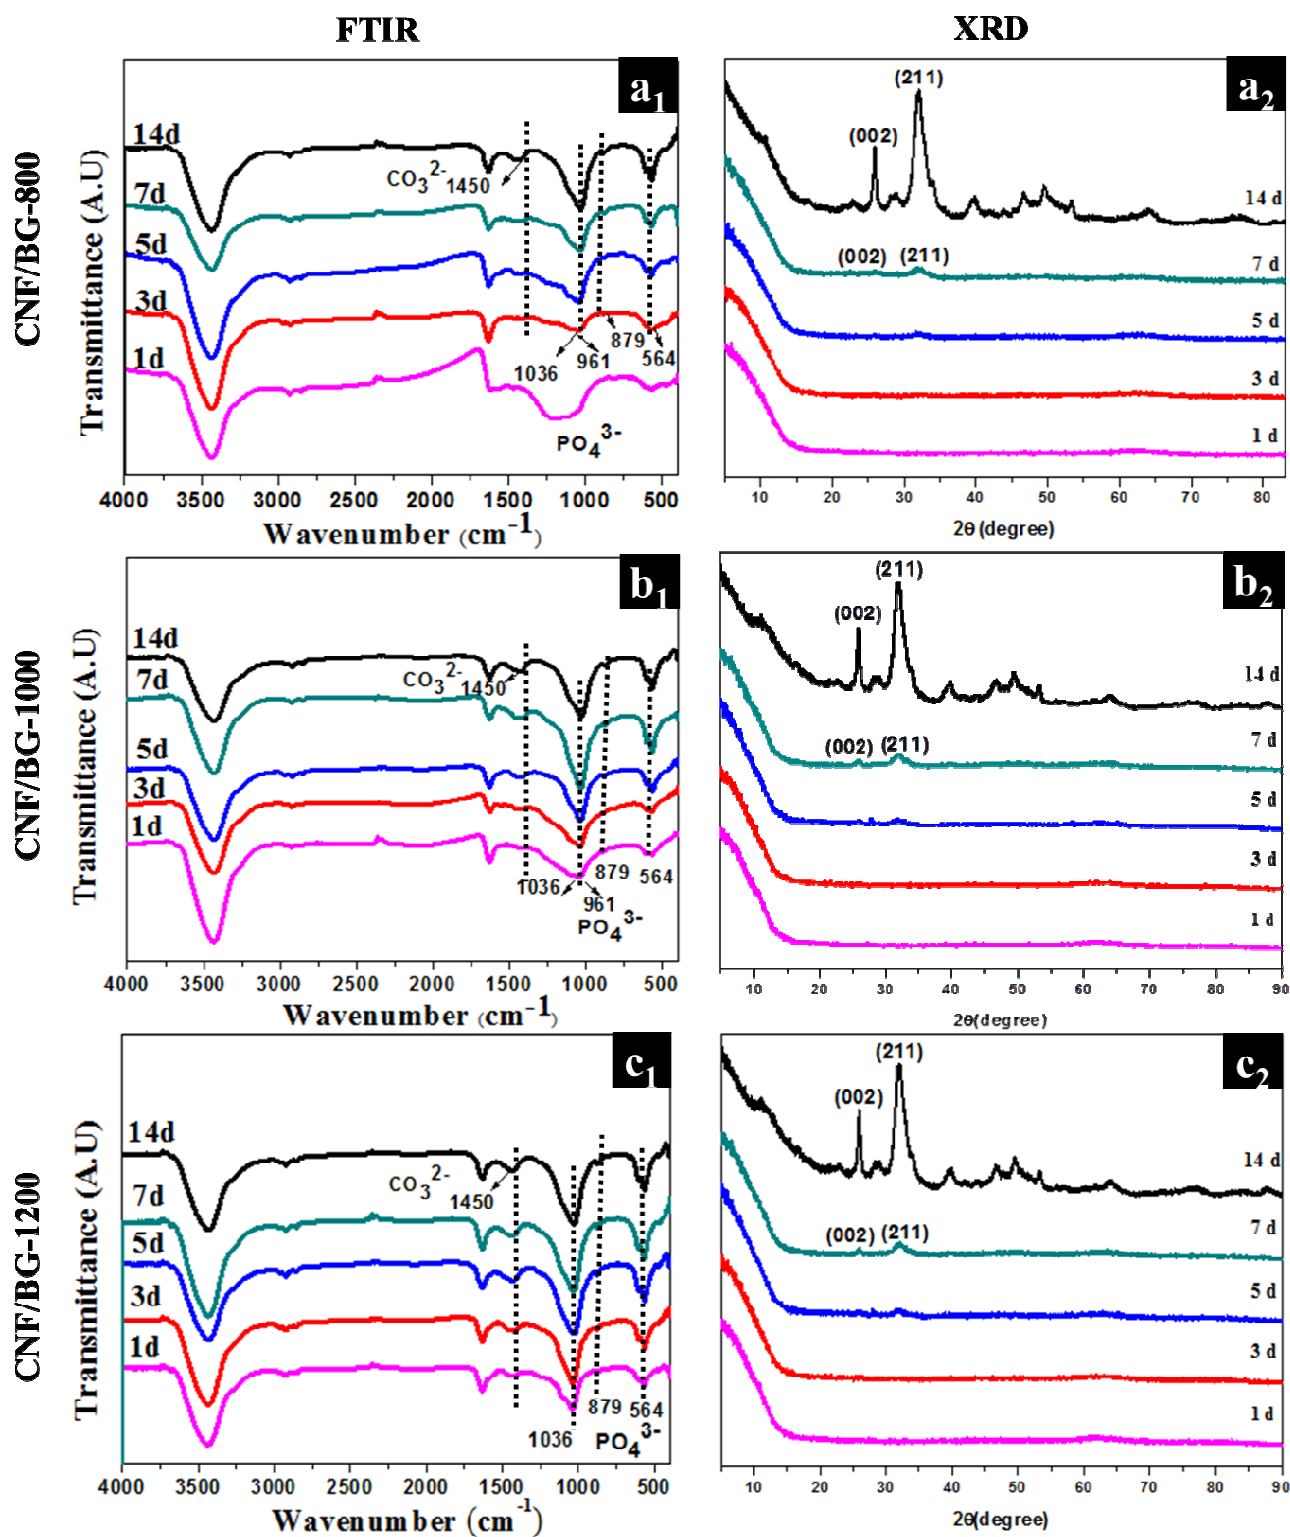 FTIR
XRD
CNF/BG-800
Transmittance (A.U)
a1
14d
7d
5d
3d
1d
CO3 2- 1450
1036
961
879
564
PO4 3-
4000 3500 3000 2500 2000 1500 1000 500
Wavenumber (cm-1)
a2
(211)
(002)
14 d
(002) (211)
7 d
5 d
3 d
1 d
10 20 30 40 50 60 70 80
2θ (degree)
CNF/BG-1000
Transmittance (A.U)
b1
14d
7d
5d
3d
1d
CO3 2- 1450
1036
961
879
564
PO4 3-
4000 3500 3000 2500 2000 1500 1000 500
Wavenumber (cm-1)
b2
(211)
(002)
14 d
(002) (211)
7 d
5 d
3 d
1 d
10 20 30 40 50 60 70 80 90
2θ(degree)
CNF/BG-1200
Transmittance (A.U)
c1
14d
7d
5d
3d
1d
CO3 2- 1450
1036
879
564
PO4 3-
4000 3500 3000 2500 2000 1500 1000 500
Wavenumber (cm-1)
c2
(211)
(002)
14 d
(002) (211)
7 d
5 d
3 d
1 d
10 20 30 40 50 60 70 80 90
2θ(degree)